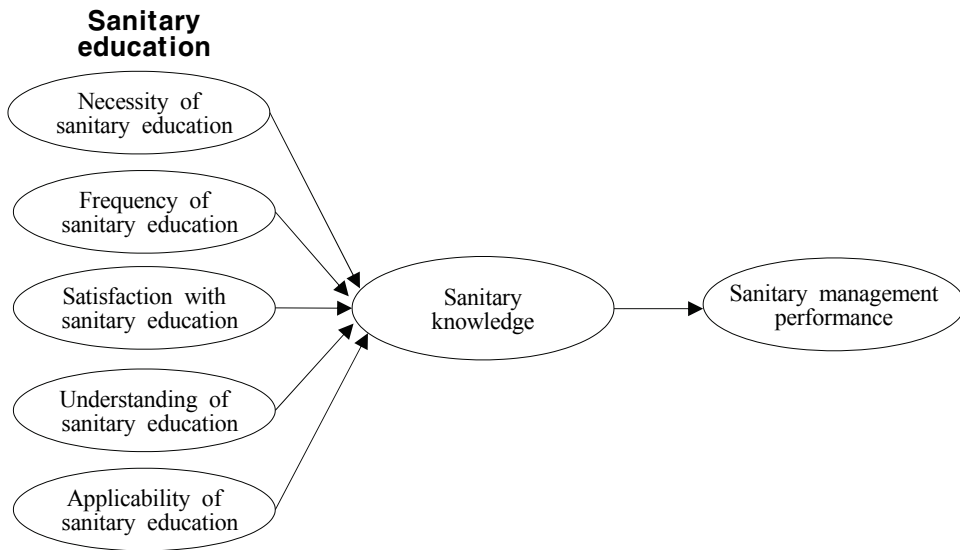 Sanitary
education
Necessity of
sanitary education
Frequency of
sanitary education
Satisfaction with
sanitary education
Understanding of
sanitary education
Applicability of
sanitary education
Sanitary
knowledge
Sanitary management
performance